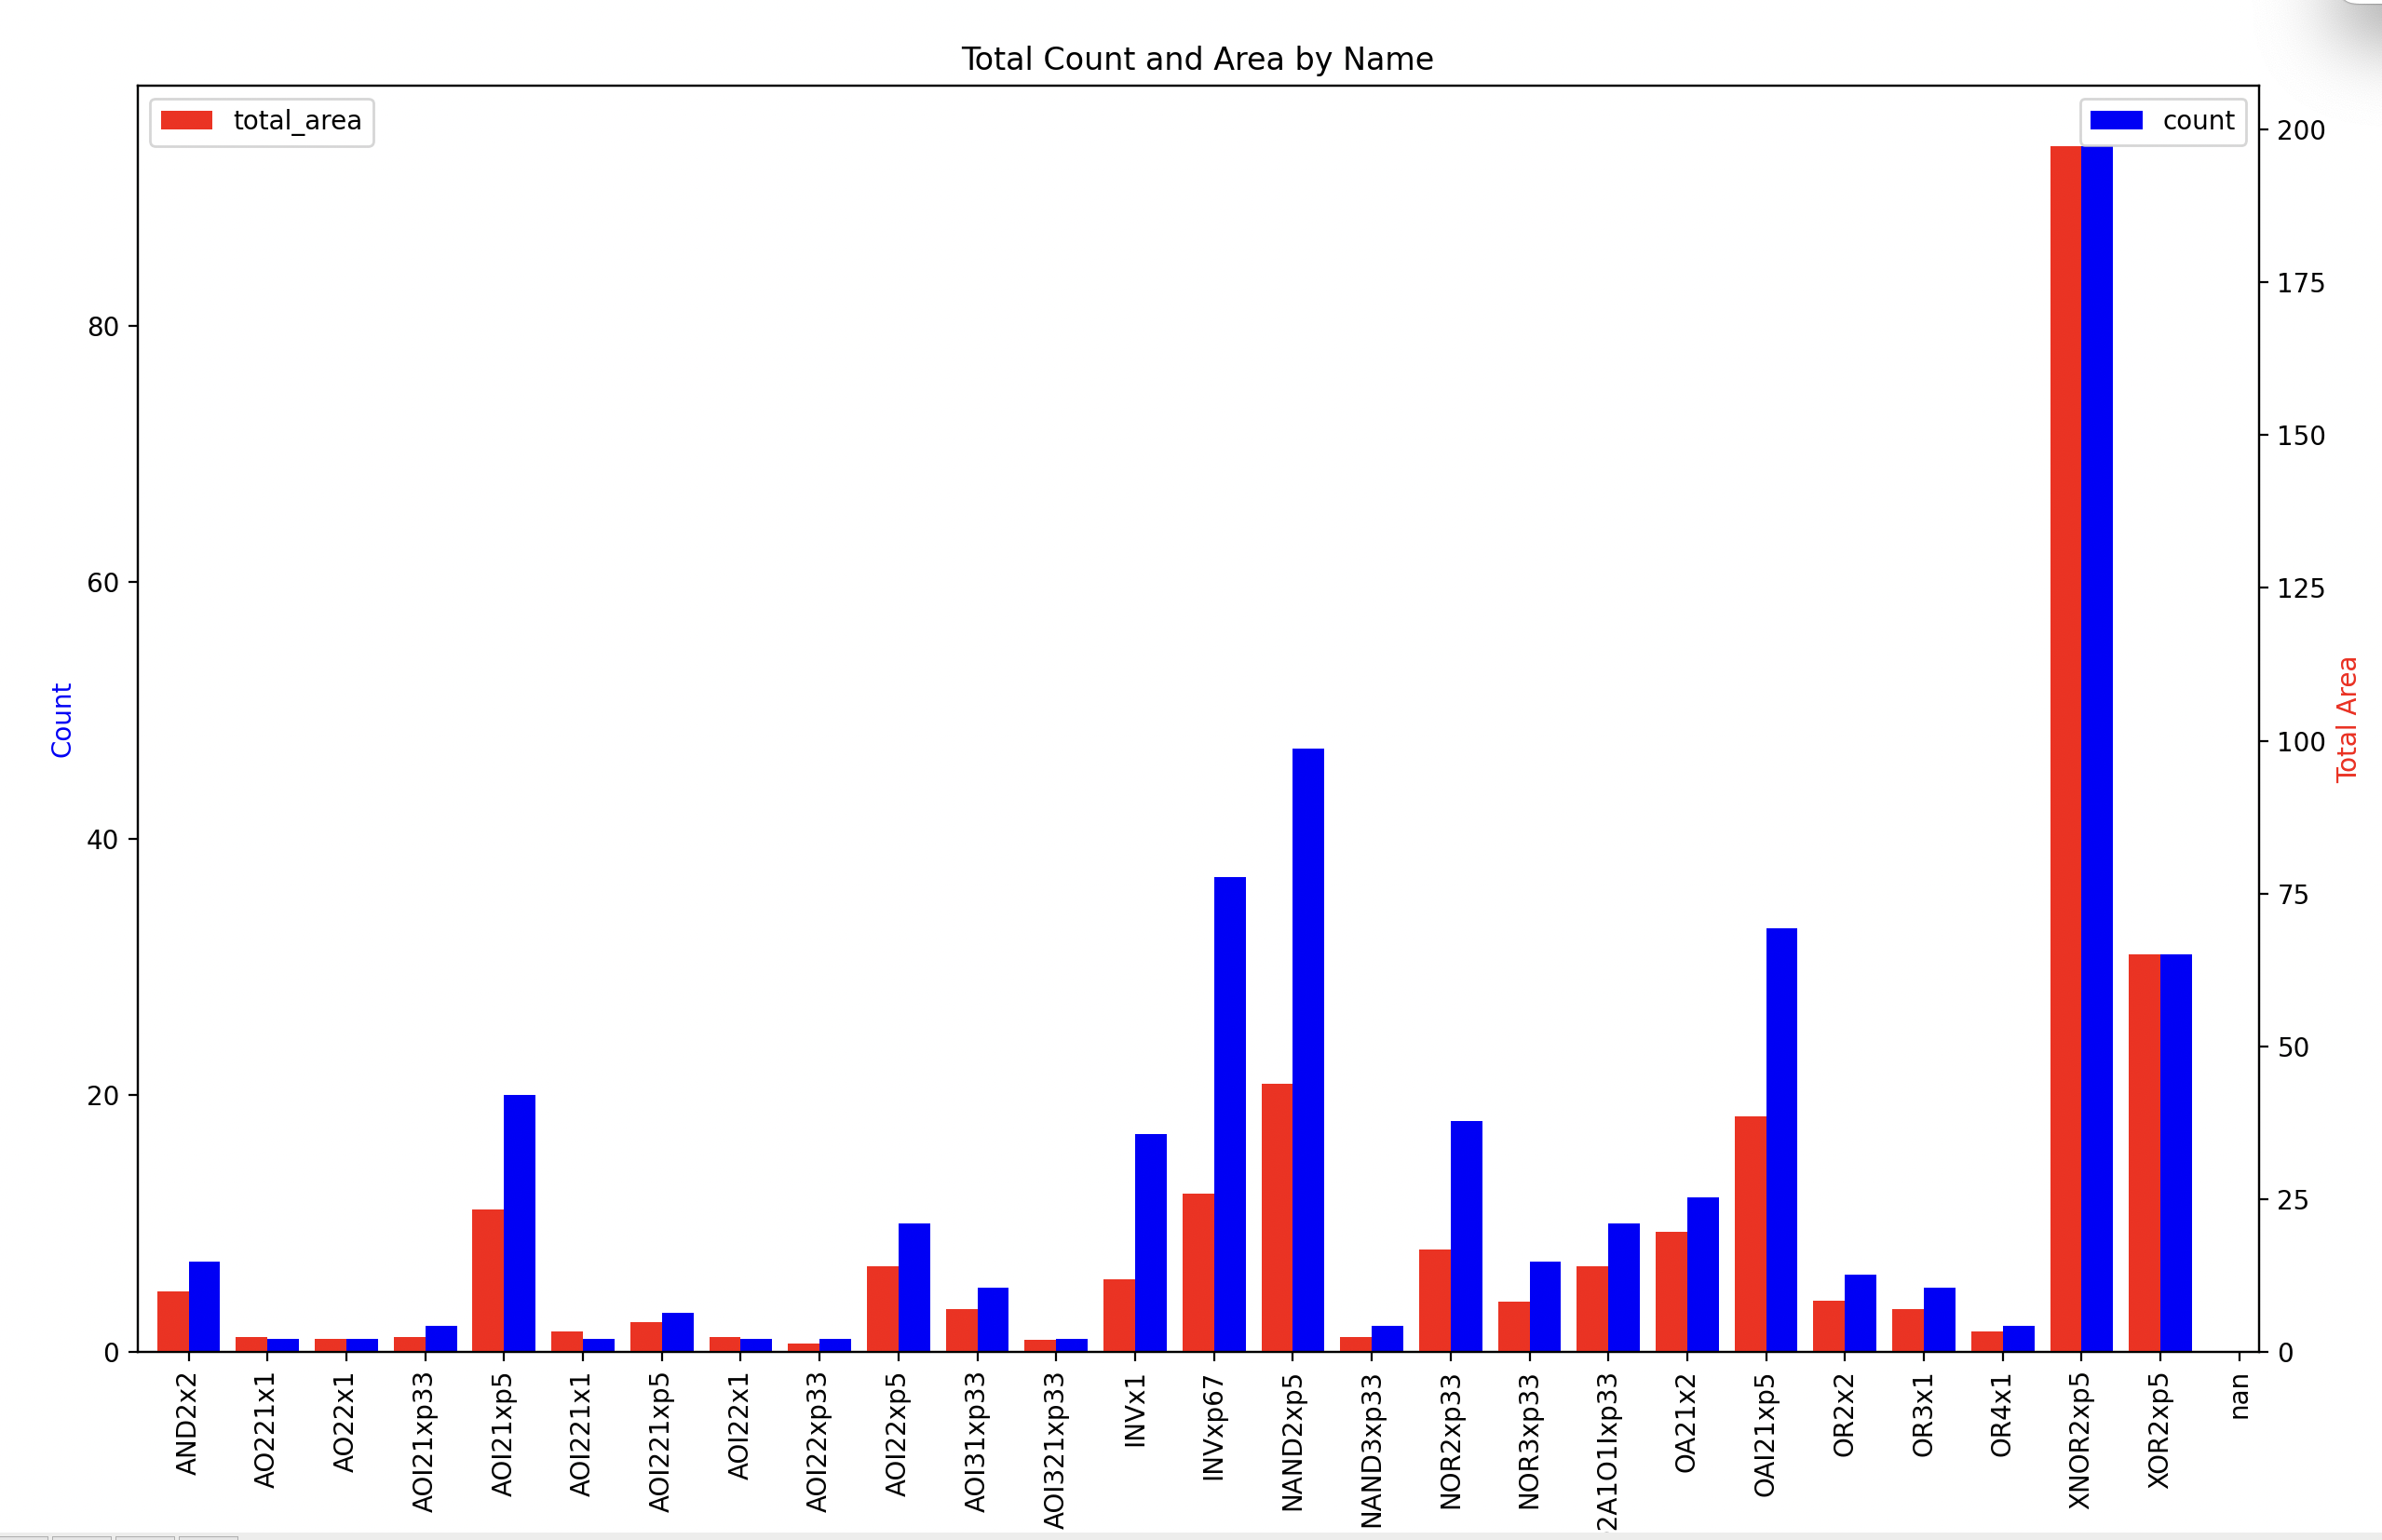 Total Count and Area by Name
total_area
count
80
60
40
20
0
Count
200
175
150
125
100
75
50
25
0
Total Area
AND2x2
AO221x1
AO22x1
AOI21xp33
AOI21xp5
AOI221x1
AOI221xp5
AOI22x1
AOI22xp33
AOI22xp5
AOI31xp33
AOI321xp33
INVx1
INVxp67
NAND2xp5
NAND3xp33
NOR2xp33
NOR3xp33
2A1O1Ixp33
OA21x2
OAI21xp5
OR2x2
OR3x1
OR4x1
XNOR2xp5
XOR2xp5
nan